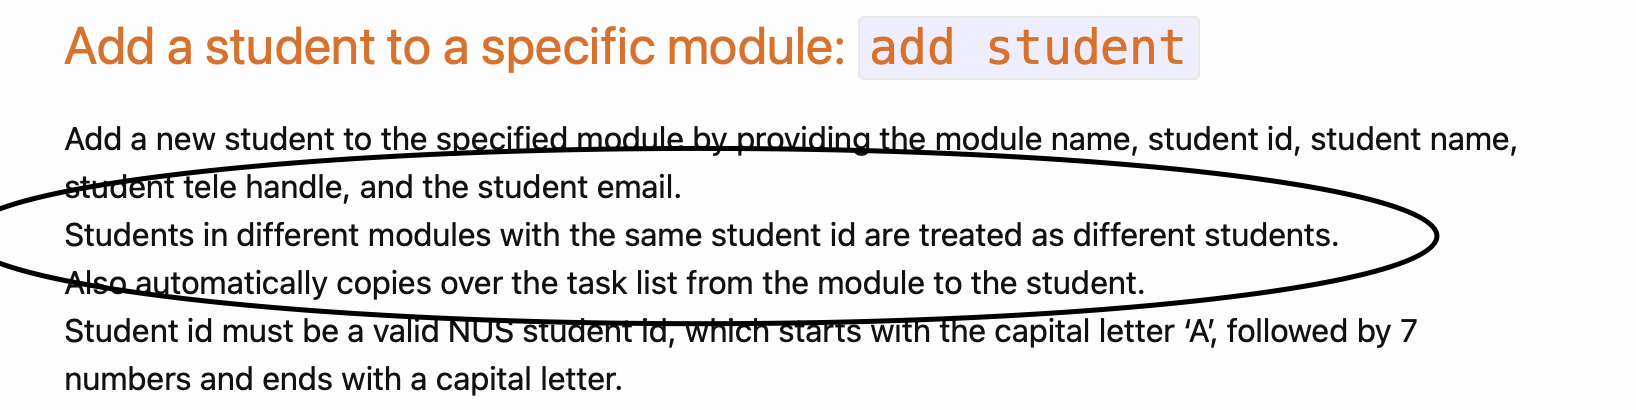 Add a student to a specific module: add student
Add a new student to the specified module by providing the module name, student id, student name,
student tele handle, and the student email.
Students in different modules with the same student id are treated as different students.
Also automatically copies over the task list from the module to the student.
Student id must be a valid NUS student id, which starts with the capital letter ‘A’, followed by 7
numbers and ends with a capital letter.